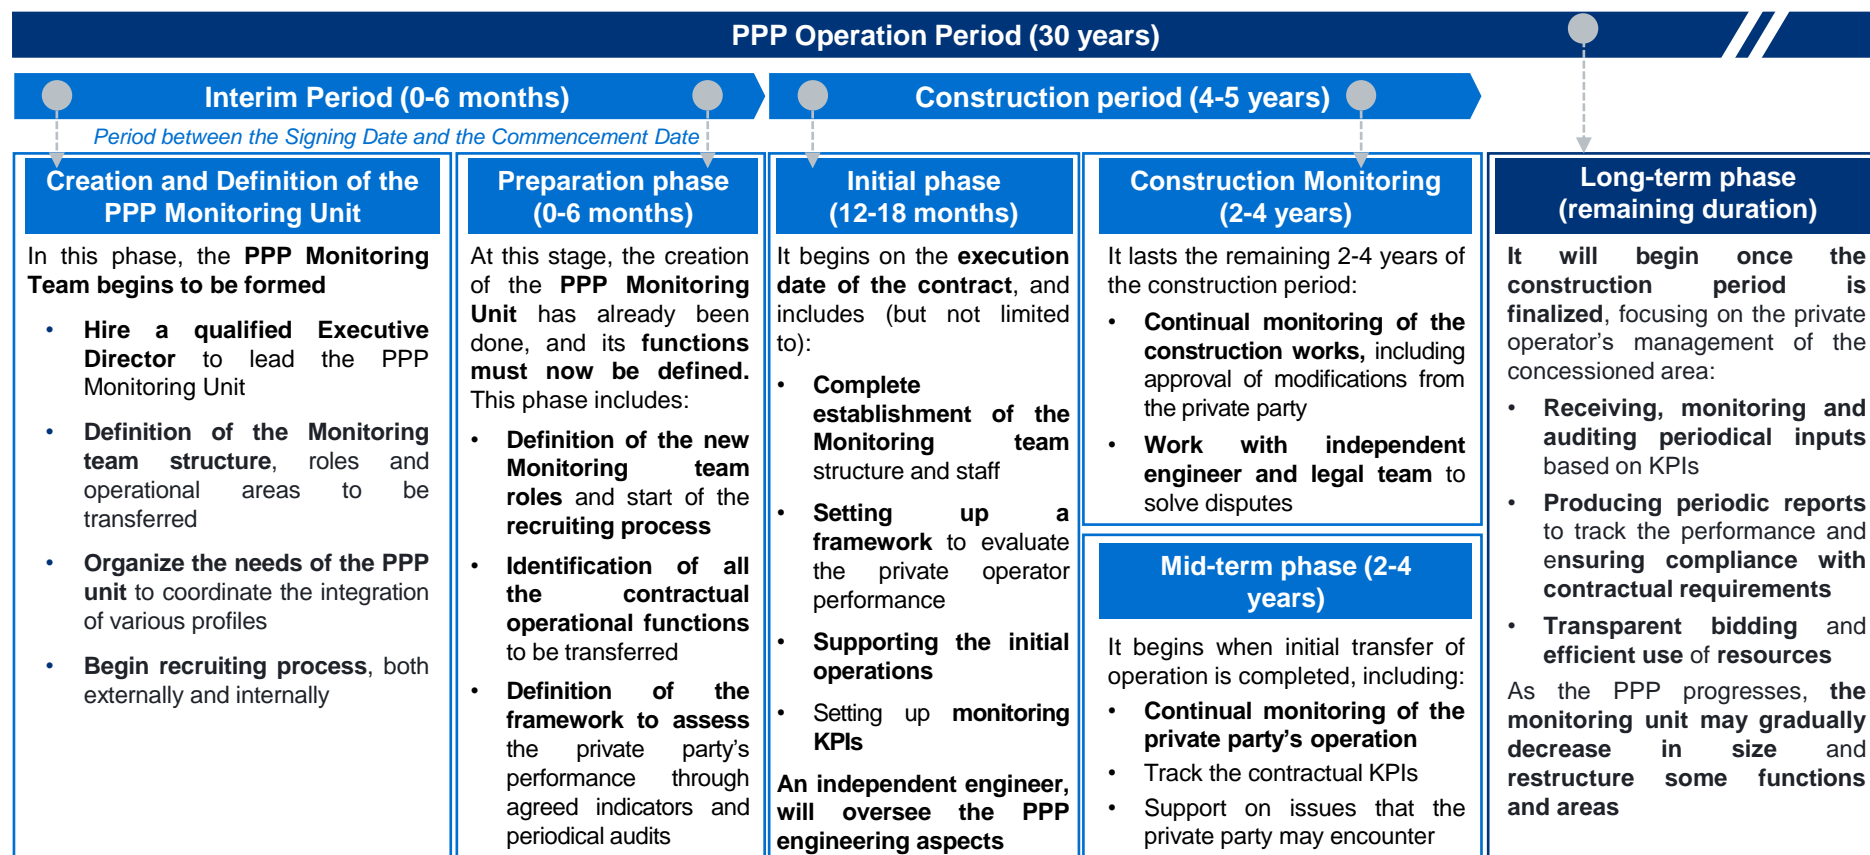 PPP Operation Period (30 years)
Interim Period (0-6 months)
Construction period (4-5 years)
Period between the Signing Date and the Commencement Date
Creation and Definition of the
PPP Monitoring Unit
In this phase, the PPP Monitoring
Team begins to be formed
• Hire a qualified Executive
Director to lead the PPP
Monitoring Unit
• Definition of the Monitoring
team structure, roles and
operational areas to be
transferred
• Organize the needs of the PPP
unit to coordinate the integration
of various profiles
• Begin recruiting process, both
externally and internally
Preparation phase
(0-6 months)
At this stage, the creation
of the PPP Monitoring
Unit has already been
done, and its functions
must now be defined.
This phase includes:
• Definition of the new
Monitoring team
roles and start of the
recruiting process
• Identification of all
the contractual
operational functions
to be transferred
• Definition of the
framework to assess
the private party's
performance through
agreed indicators and
periodical audits
Initial phase
(12-18 months)
It begins on the execution
date of the contract, and
includes (but not limited
to):
• Complete
establishment of the
Monitoring team
structure and staff
• Setting up a
framework to evaluate
the private operator
performance
• Supporting the initial
operations
• Setting up monitoring
KPIs
An independent engineer,
will oversee the PPP
engineering aspects
Construction Monitoring
(2-4 years)
It lasts the remaining 2-4 years of
the construction period:
• Continual monitoring of the
construction works, including
approval of modifications from
the private party
• Work with independent
engineer and legal team to
solve disputes
Mid-term phase (2-4
years)
It begins when initial transfer of
operation is completed, including:
• Continual monitoring of the
private party's operation
• Track the contractual KPIs
• Support on issues that the
private party may encounter
Long-term phase
(remaining duration)
It will begin once the
construction period is
finalized, focusing on the private
operator's management of the
concessioned area:
• Receiving, monitoring and
auditing periodical inputs
based on KPIs
• Producing periodic reports
to track the performance and
ensuring compliance with
contractual requirements
• Transparent bidding and
efficient use of resources
As the PPP progresses, the
monitoring unit may gradually
decrease in size and
restructure some functions
and areas